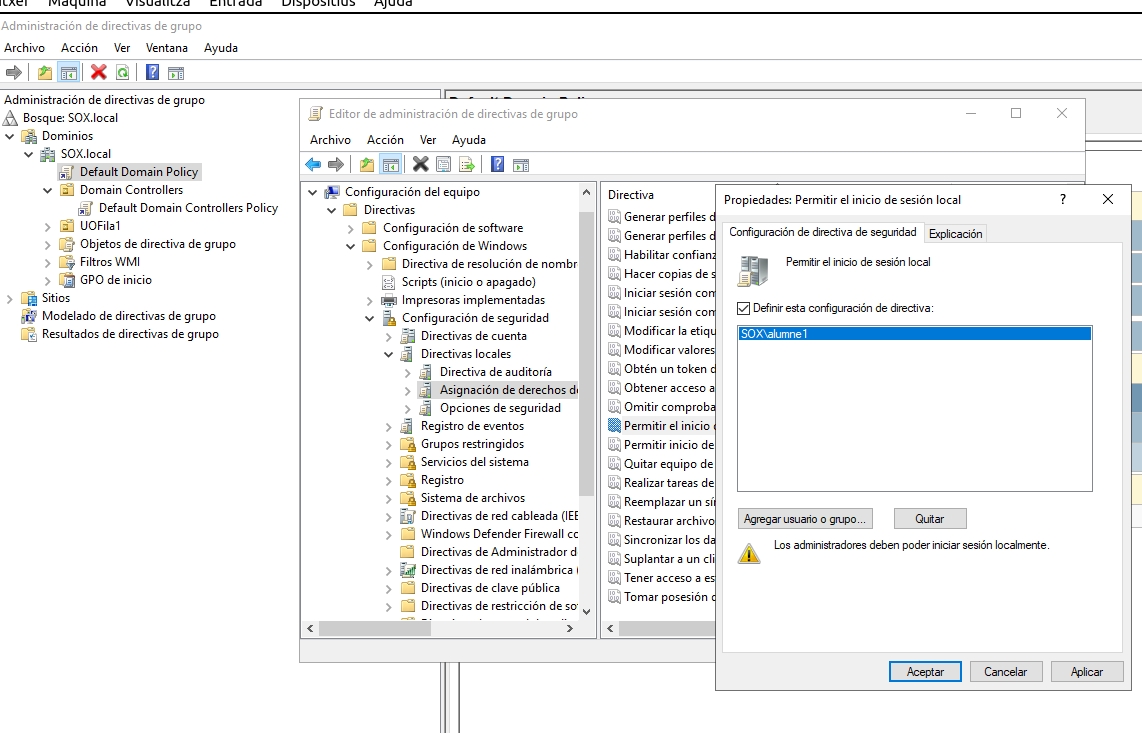 Màquina Visualitza Entrada Dispositius Ajuda
Administración de directivas de grupo
Archivo Acción Ver Ventana Ayuda
Administración de directivas de grupo
Bosque: SOX.local
Dominios
SOX.local
Default Domain Policy
Domain Controllers
Default Domain Controllers Policy
UOFila1
Objetos de directiva de grupo
Filtros WMI
GPO de inicio
Sitios
Modelado de directivas de grupo
Resultados de directivas de grupo
Default Domain Policy
Editor de administración de directivas de grupo
Archivo Acción Ver Ayuda
Configuración del equipo
Directivas
Configuración de software
Configuración de Windows
Directiva de resolución de nombr
Scripts (inicio o apagado)
Impresoras implementadas
Configuración de seguridad
Directivas de cuenta
Directivas locales
Directiva de auditoría
Asignación de derechos de
Opciones de seguridad
Registro de eventos
Grupos restringidos
Servicios del sistema
Registro
Sistema de archivos
Directivas de red cableada (IEE
Windows Defender Firewall co
Directivas de Administrador d
Directivas de red inalámbrica (
Directivas de clave pública
Directivas de restricción de so
Directiva
Generar perfiles d
Generar perfiles d
Habilitar confianz
Hacer copias de s
Iniciar sesión com
Iniciar sesión com
Modificar la etiqu
Modificar valores
Obtén un token d
Obtener acceso a
Omitir comproba
Permitir el inicio
Permitir inicio de
Quitar equipo de
Realizar tareas de
Reemplazar un sí
Restaurar archivo
Sincronizar los da
Suplantar a un cli
Tener acceso a es
Tomar posesión d
Propiedades: Permitir el inicio de sesión local ?
Configuración de directiva de seguridad Explicación
Permitir el inicio de sesión local
Definir esta configuración de directiva:
SOX\alumne1
Agregar usuario o grupo... Quitar
Los administradores deben poder iniciar sesión localmente.
Aceptar Cancelar Aplicar